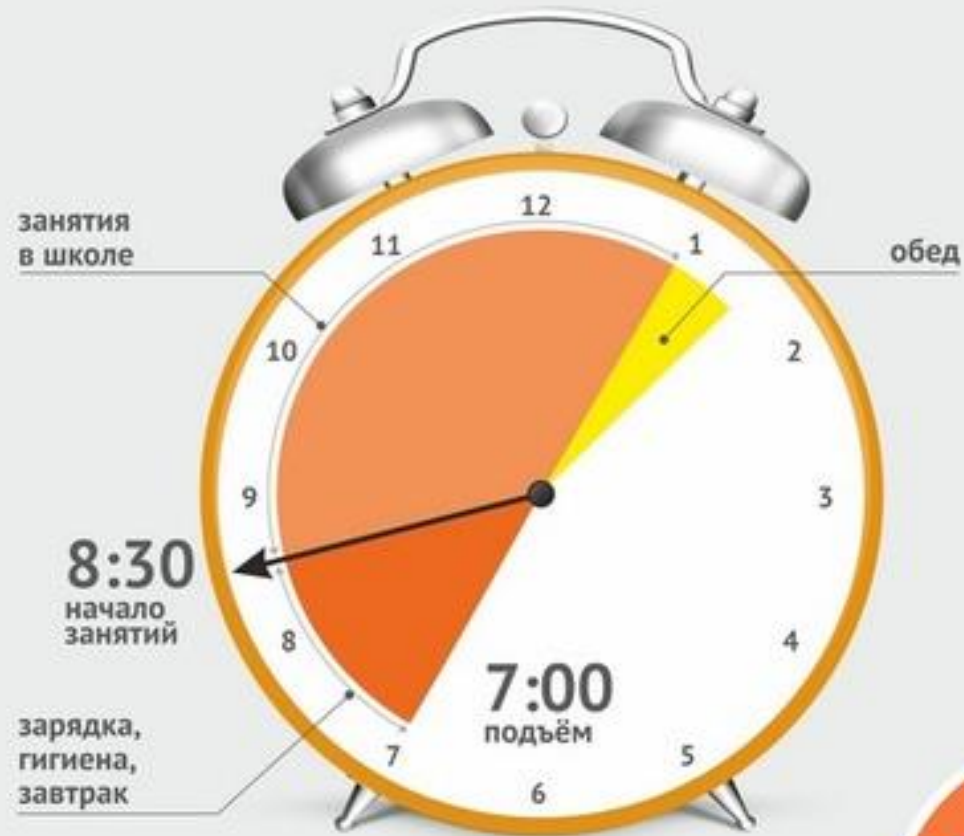 занятия
в школе
обед
12
1
2
3
4
5
6
7
8
9
10
11
8:30
начало
занятий
7:00
подъём
зарядка,
гигиена,
завтрак